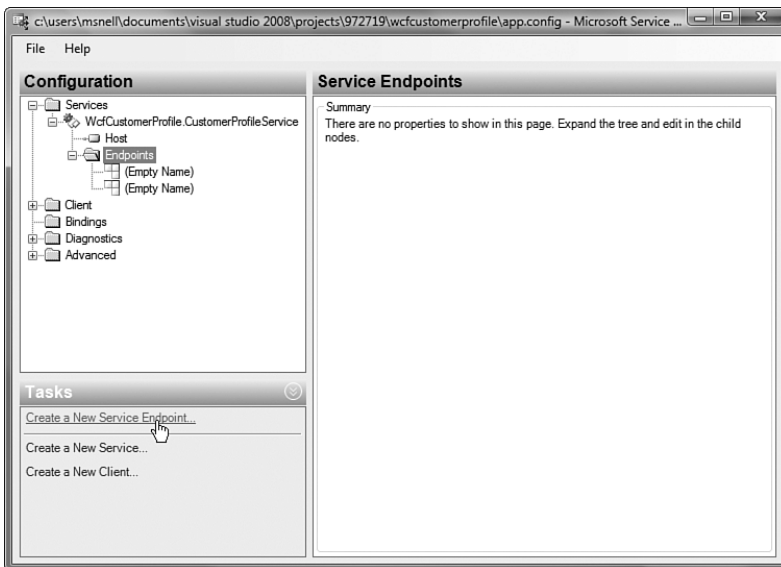 c:\users\msnell\documents\visual studio 2008\projects\972719\wcfcustomerprofile\app.config - Microsoft Service ...
File Help
Configuration
Services
WcfCustomerProfile.CustomerProfileService
Host
Endpoints
(Empty Name)
(Empty Name)
Client
Bindings
Diagnostics
Advanced
Tasks
Create a New Service Endpoint...
Create a New Service...
Create a New Client...
Service Endpoints
Summary
There are no properties to show in this page. Expand the tree and edit in the child
nodes.